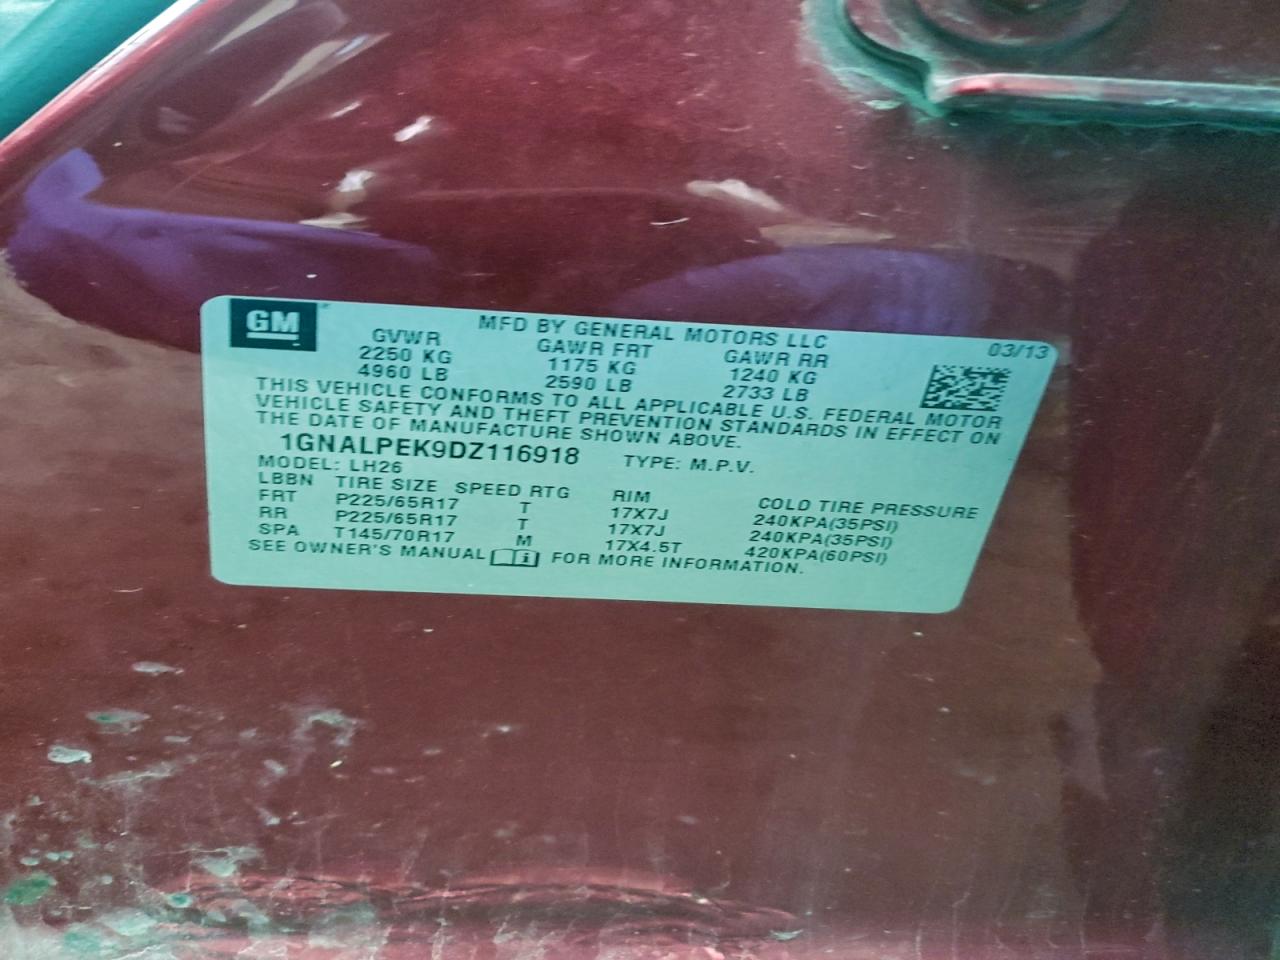 GM
MFD BY GENERAL MOTORS LLC 03/13
GVWR GAWR FRT GAWR RR
2250 KG 1175 KG 1240 KG
4960 LB 2590 LB 2733 LB
THIS VEHICLE CONFORMS TO ALL APPLICABLE U.S. FEDERAL MOTOR
VEHICLE SAFETY AND THEFT PREVENTION STANDARDS IN EFFECT ON
THE DATE OF MANUFACTURE SHOWN ABOVE.
1GNALPEK9DZ116918 TYPE: M.P.V.
MODEL: LH26
LBBN TIRE SIZE SPEED RTG RIM COLD TIRE PRESSURE
FRT P225/65R17 T 17X7J 240KPA(35PSI)
RR P225/65R17 T 17X7J 240KPA(35PSI)
SPA T145/70R17 M 17X4.5T 420KPA(60PSI)
SEE OWNER'S MANUAL FOR MORE INFORMATION.